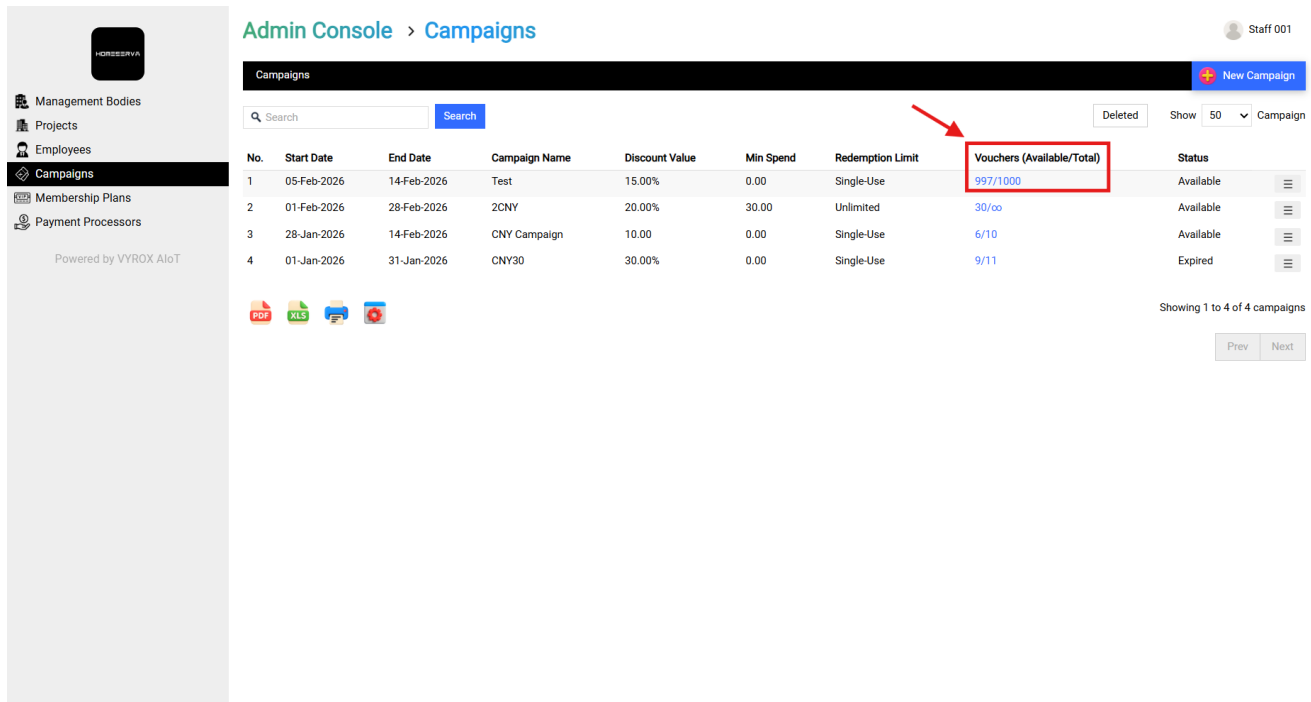 HOMESERVA
Admin Console › Campaigns
Staff 001
Management Bodies
Projects
Employees
Campaigns
Membership Plans
Payment Processors
Powered by VYROX AIoT
Campaigns
New Campaign
Search Search Deleted Show 50 Campaign
No. Start Date End Date Campaign Name Discount Value Min Spend Redemption Limit Vouchers (Available/Total) Status
1 05-Feb-2026 14-Feb-2026 Test 15.00% 0.00 Single-Use 997/1000 Available
2 01-Feb-2026 28-Feb-2026 2CNY 20.00% 30.00 Unlimited 30/∞ Available
3 28-Jan-2026 14-Feb-2026 CNY Campaign 10.00 0.00 Single-Use 6/10 Available
4 01-Jan-2026 31-Jan-2026 CNY30 30.00% 0.00 Single-Use 9/11 Expired
PDF XLS
Showing 1 to 4 of 4 campaigns
Prev Next